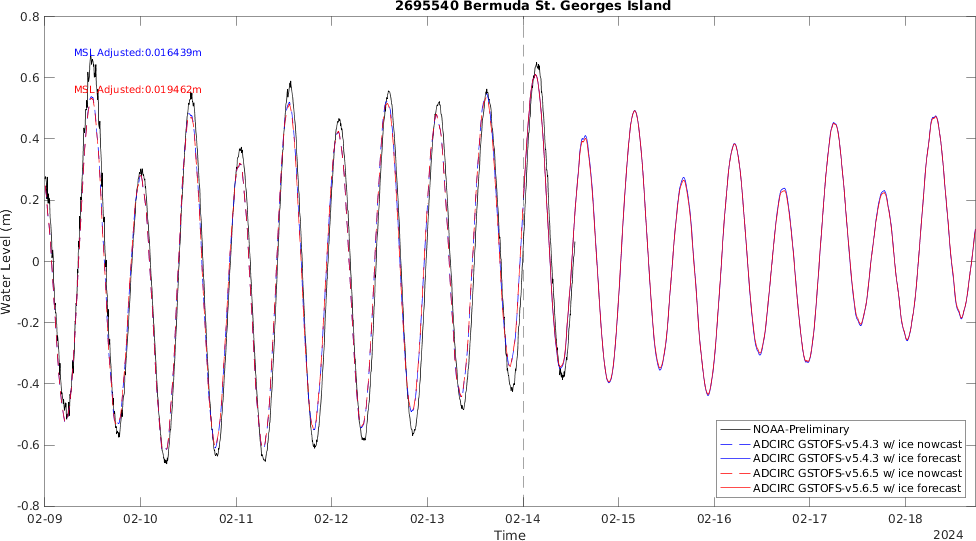 2695540 Bermuda St. Georges Island
0.8
0.6
0.4
0.2
0
-0.2
-0.4
-0.6
-0.8
Water Level (m)
MSL Adjusted:0.016439m
MSL Adjusted:0.019462m
NOAA-Preliminary
ADCIRC GSTOFS-v5.4.3 w/ ice nowcast
ADCIRC GSTOFS-v5.4.3 w/ ice forecast
ADCIRC GSTOFS-v5.6.5 w/ ice nowcast
ADCIRC GSTOFS-v5.6.5 w/ ice forecast
02-09 02-10 02-11 02-12 02-13 02-14 02-15 02-16 02-17 02-18
Time
2024